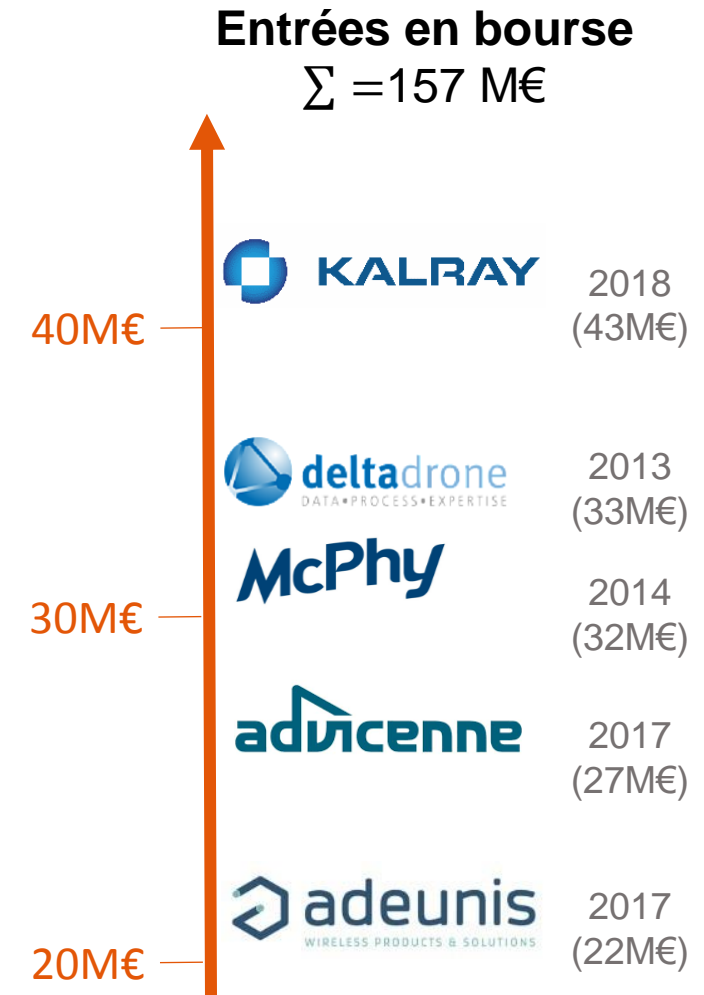 Entrées en bourse
∑ =157 M€
KALRAY
2018
(43M€)
40M€
deltadrone
DATA•PROCESS•EXPERTISE
2013
(33M€)
McPhy
2014
(32M€)
30M€
advicenne
2017
(27M€)
adeunis
WIRELESS PRODUCTS & SOLUTIONS
2017
(22M€)
20M€